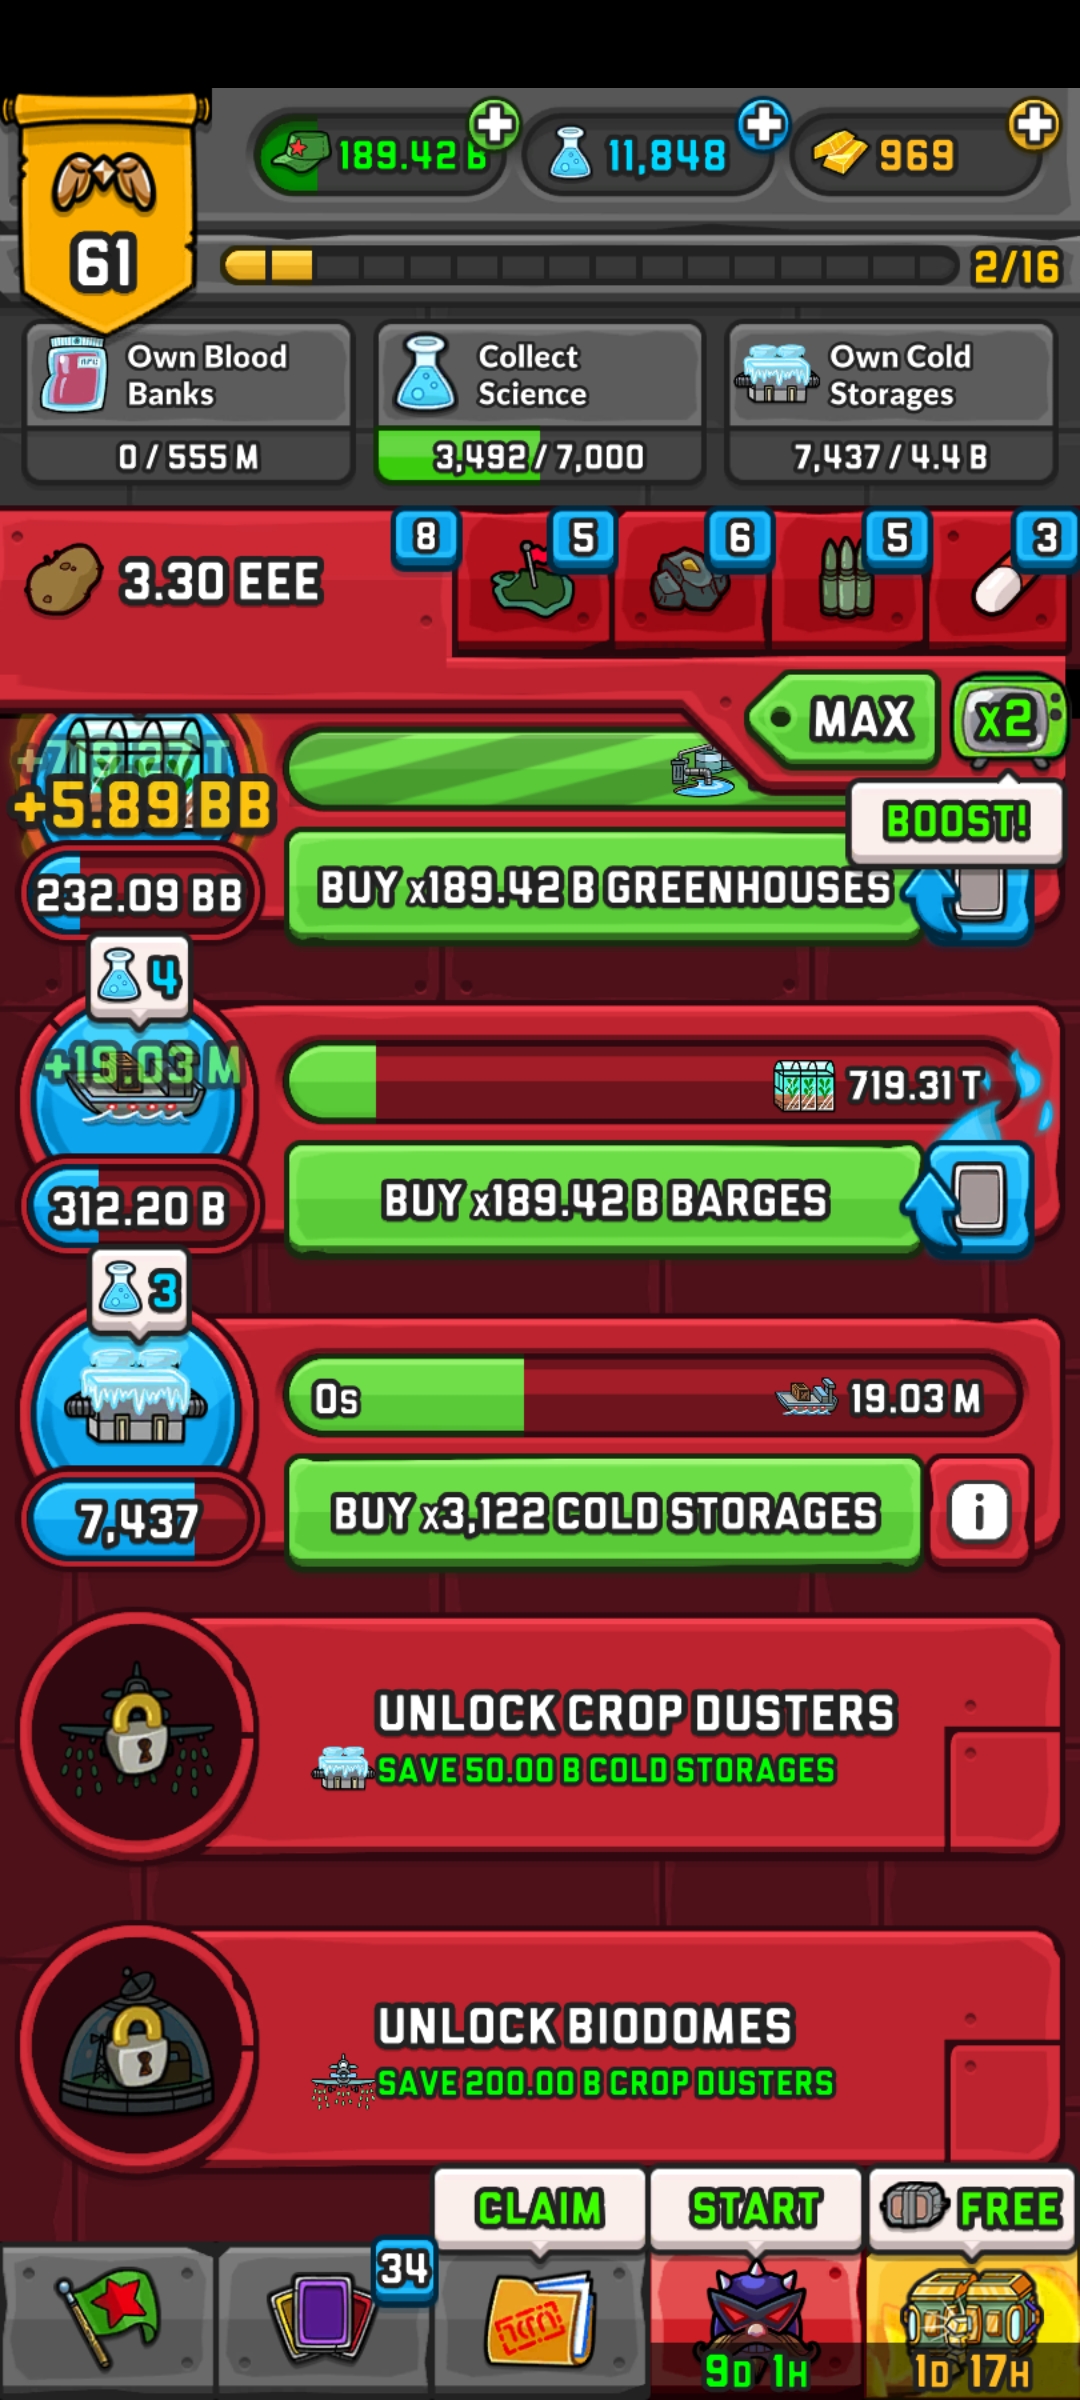 189.42 B
11,848
969
61
2/16
Own Blood
Banks
0 / 555 M
Collect
Science
3,492 / 7,000
Own Cold
Storages
7,437 / 4.4 B
3.30 EEE
8
5
6
5
3
MAX
x2
BOOST!
+5.89 BB
232.09 BB
BUY x189.42 B GREENHOUSES
4
+19.03 M
719.31 T
312.20 B
BUY x189.42 B BARGES
3
0s
19.03 M
7,437
BUY x3,122 COLD STORAGES
i
UNLOCK CROP DUSTERS
SAVE 50.00 B COLD STORAGES
UNLOCK BIODOMES
SAVE 200.00 B CROP DUSTERS
CLAIM
START
FREE
34
9D 1H
1D 17H